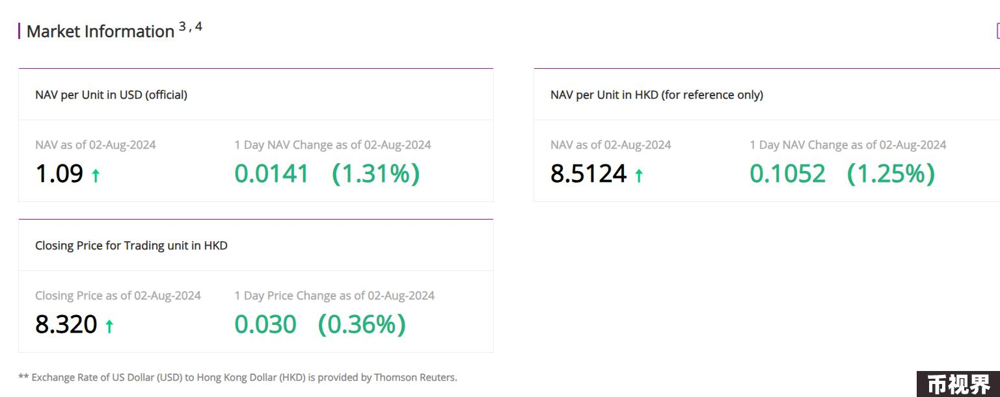 Market Information 3 , 4
NAV per Unit in USD (official)
NAV as of 02-Aug-2024
1 Day NAV Change as of 02-Aug-2024
1.09 ↑
0.0141 (1.31%)
NAV per Unit in HKD (for reference only)
NAV as of 02-Aug-2024
1 Day NAV Change as of 02-Aug-2024
8.5124 ↑
0.1052 (1.25%)
Closing Price for Trading unit in HKD
Closing Price as of 02-Aug-2024
1 Day Price Change as of 02-Aug-2024
8.320 ↑
0.030 (0.36%)
** Exchange Rate of US Dollar (USD) to Hong Kong Dollar (HKD) is provided by Thomson Reuters.
币视界